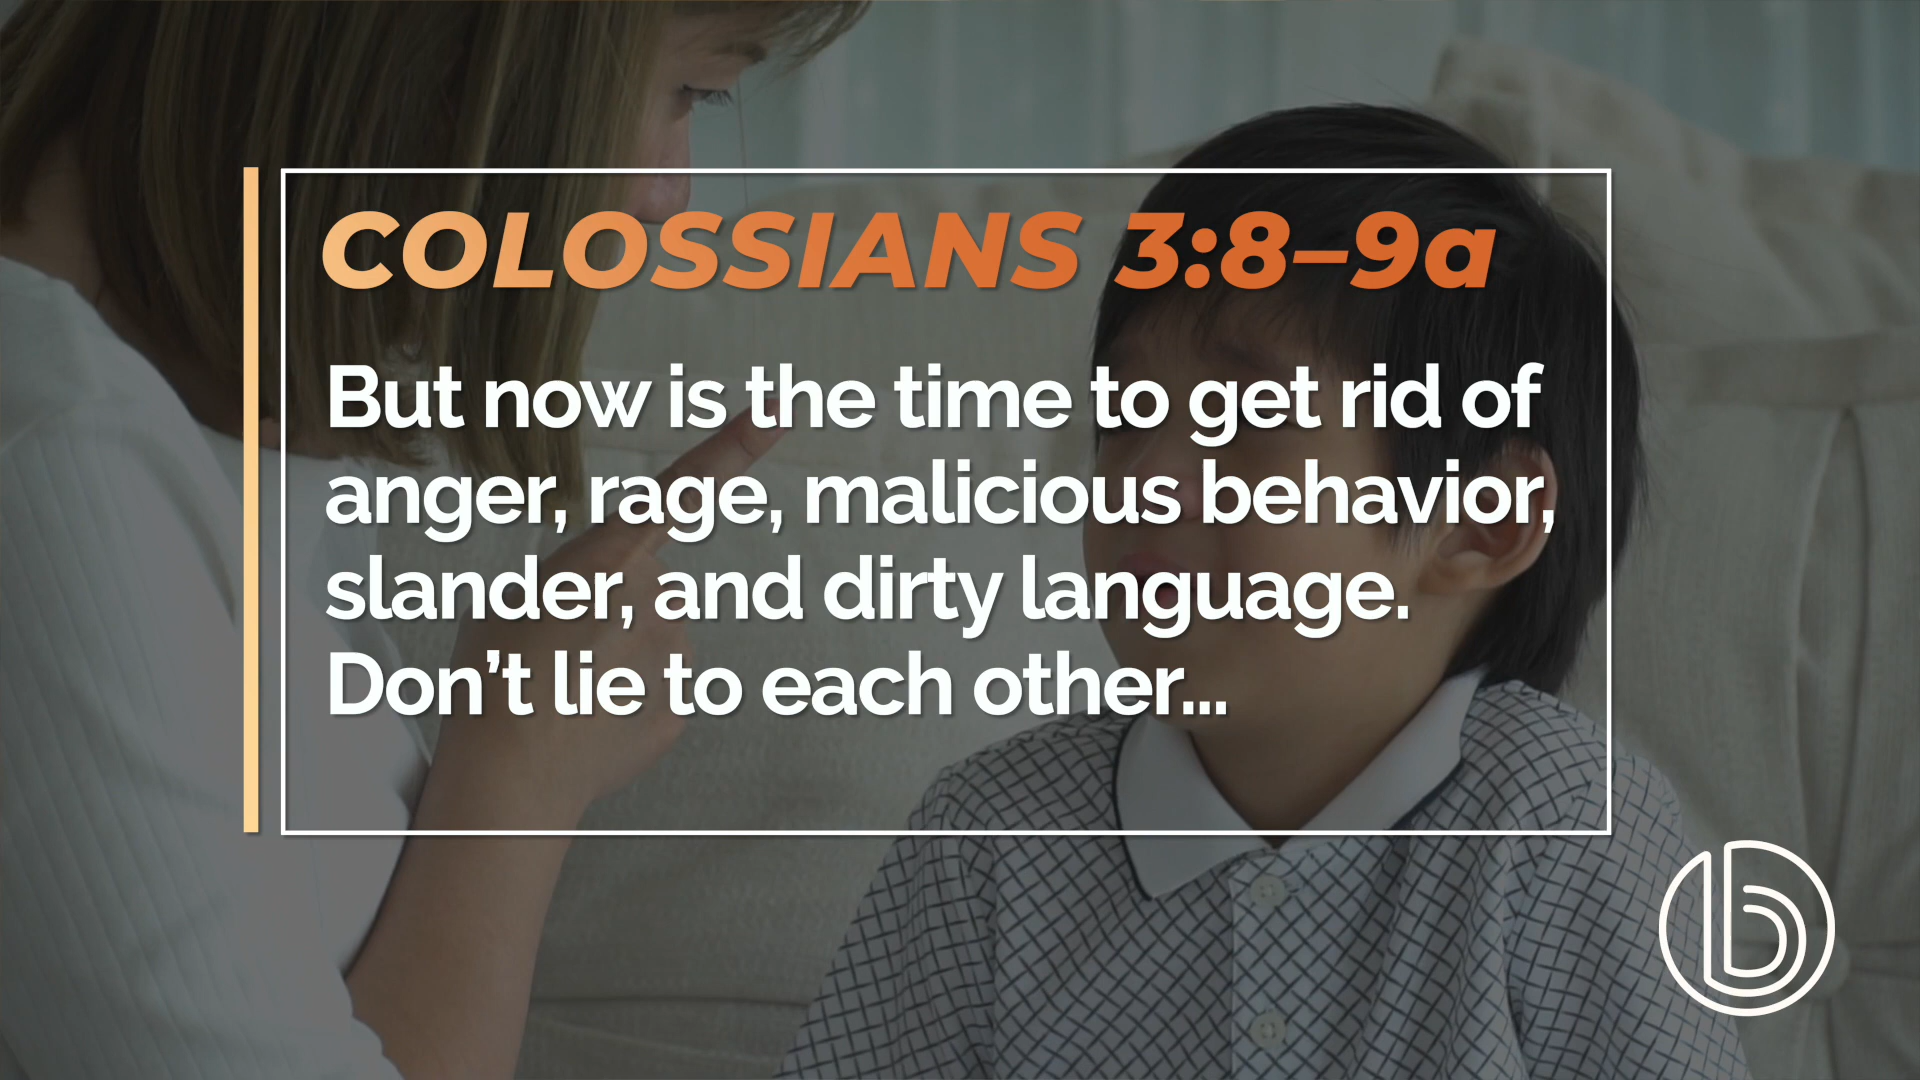 COLOSSIANS 3:8–9a
But now is the time to get rid of
anger, rage, malicious behavior,
slander, and dirty language.
Don’t lie to each other...